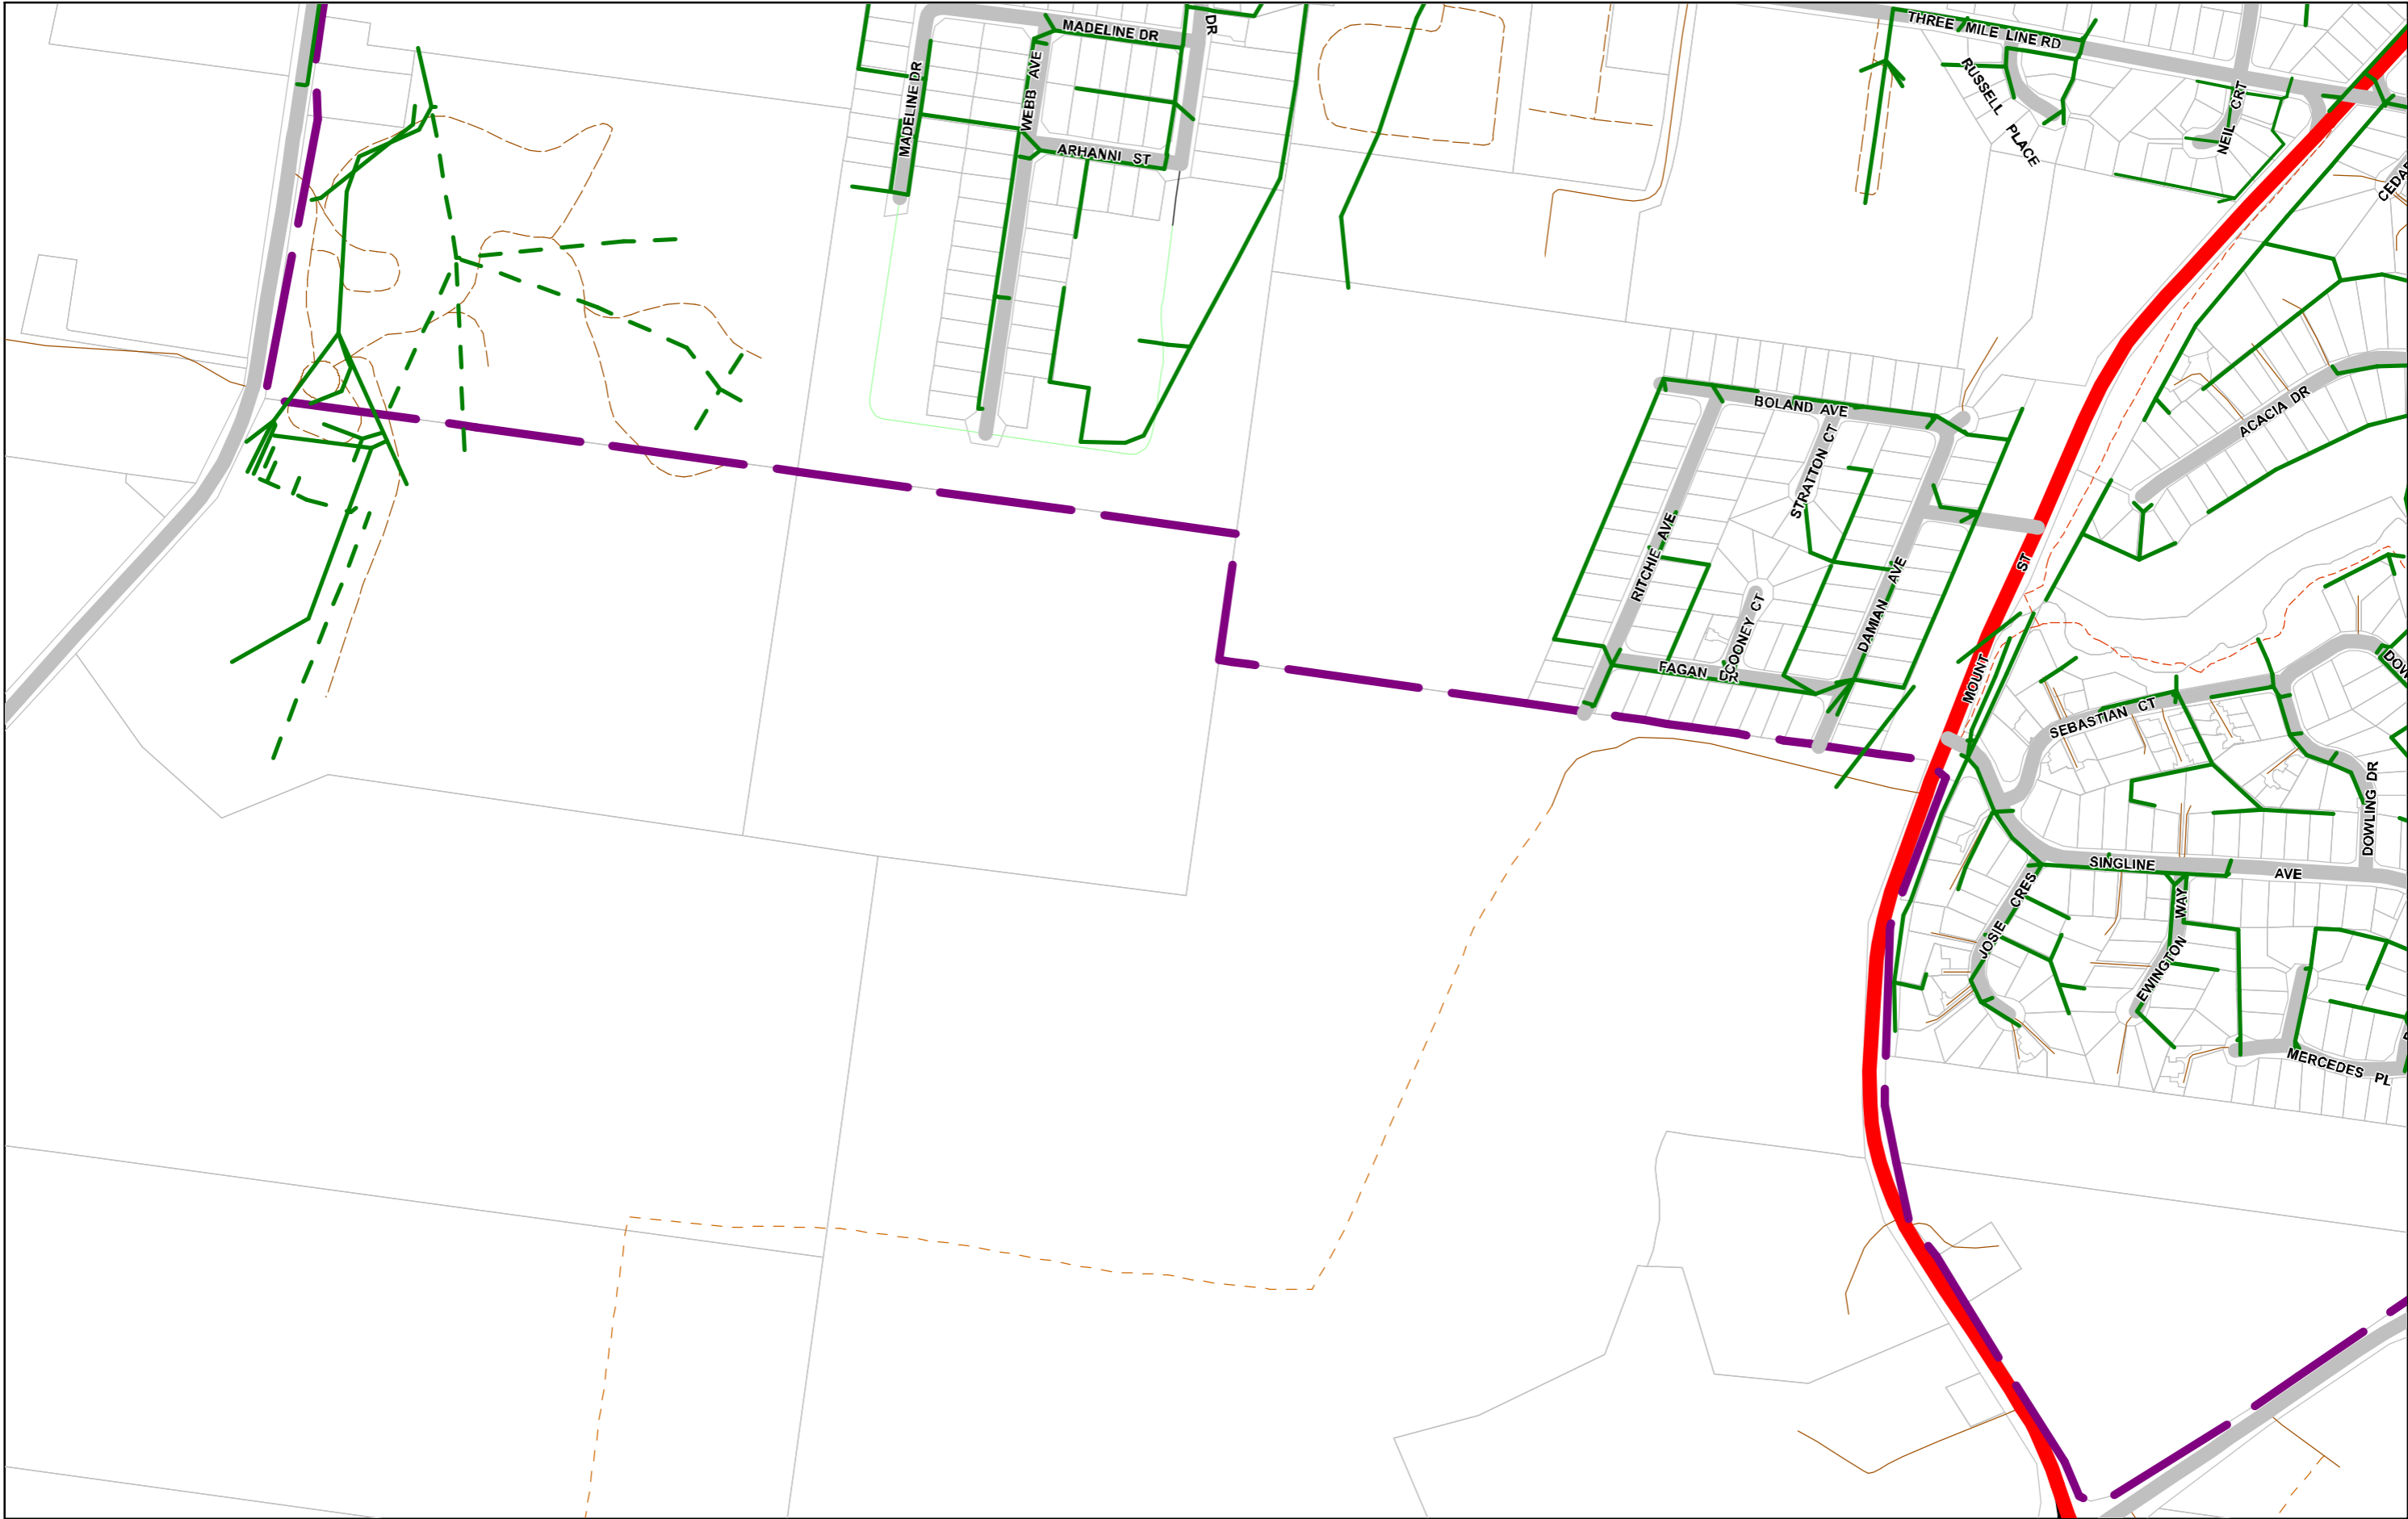 MADELINE DR
DR
THREE MILE LINE RD
MADELINE DR
WEBB AVE
ARHANNI ST
RUSSELL PLACE
NEIL CRT
ACACIA DR
BOLAND AVE
STRATTON CT
RITCHIE AVE
COONEY CT
DAMIAN AVE
FAGAN DR
MOUNT ST
SEBASTIAN CT
DOWLING DR
SINGLINE AVE
JOSIE CRES
EWINGTON WAY
MERCEDES PL